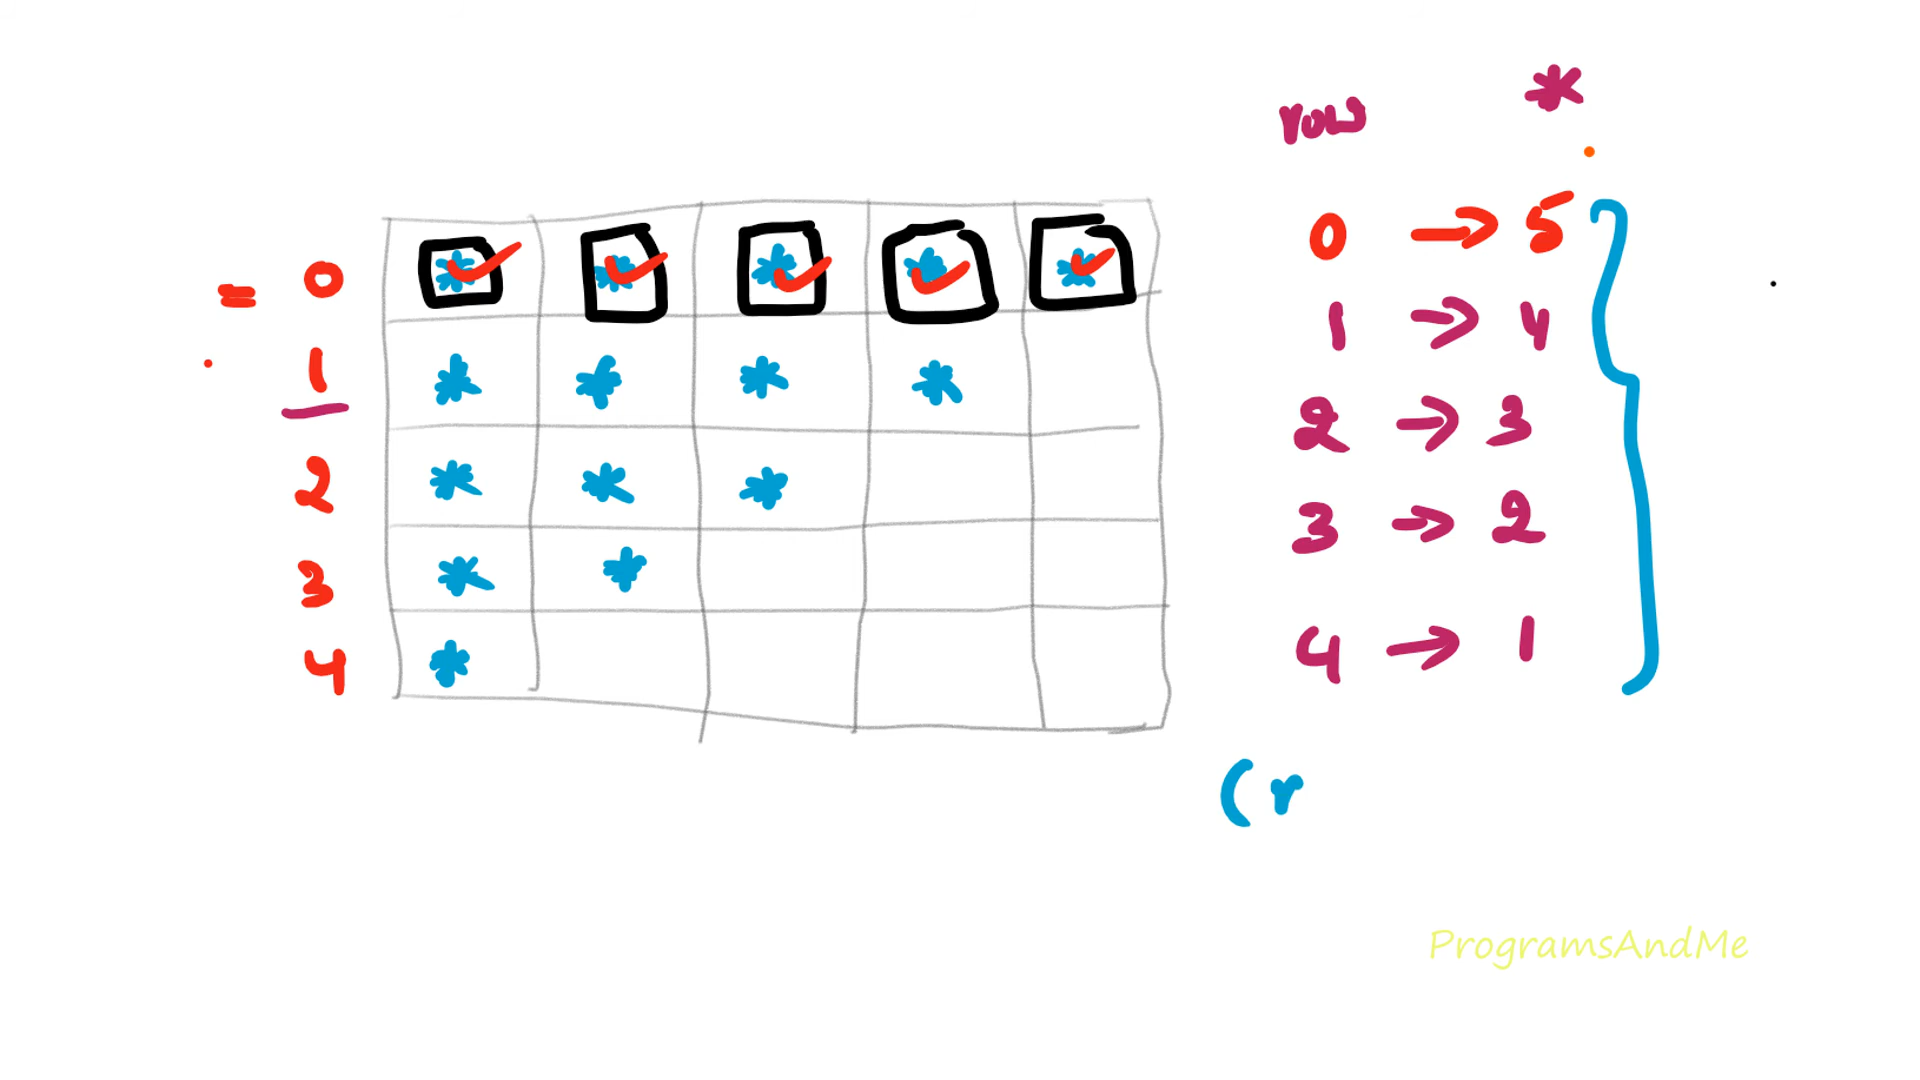 row *
= 0 * * * * * 0 → 5
1 * * * * 1 → 4
2 * * * 2 → 3
3 * * 3 → 2
4 * 4 → 1
(r
ProgramsAndMe